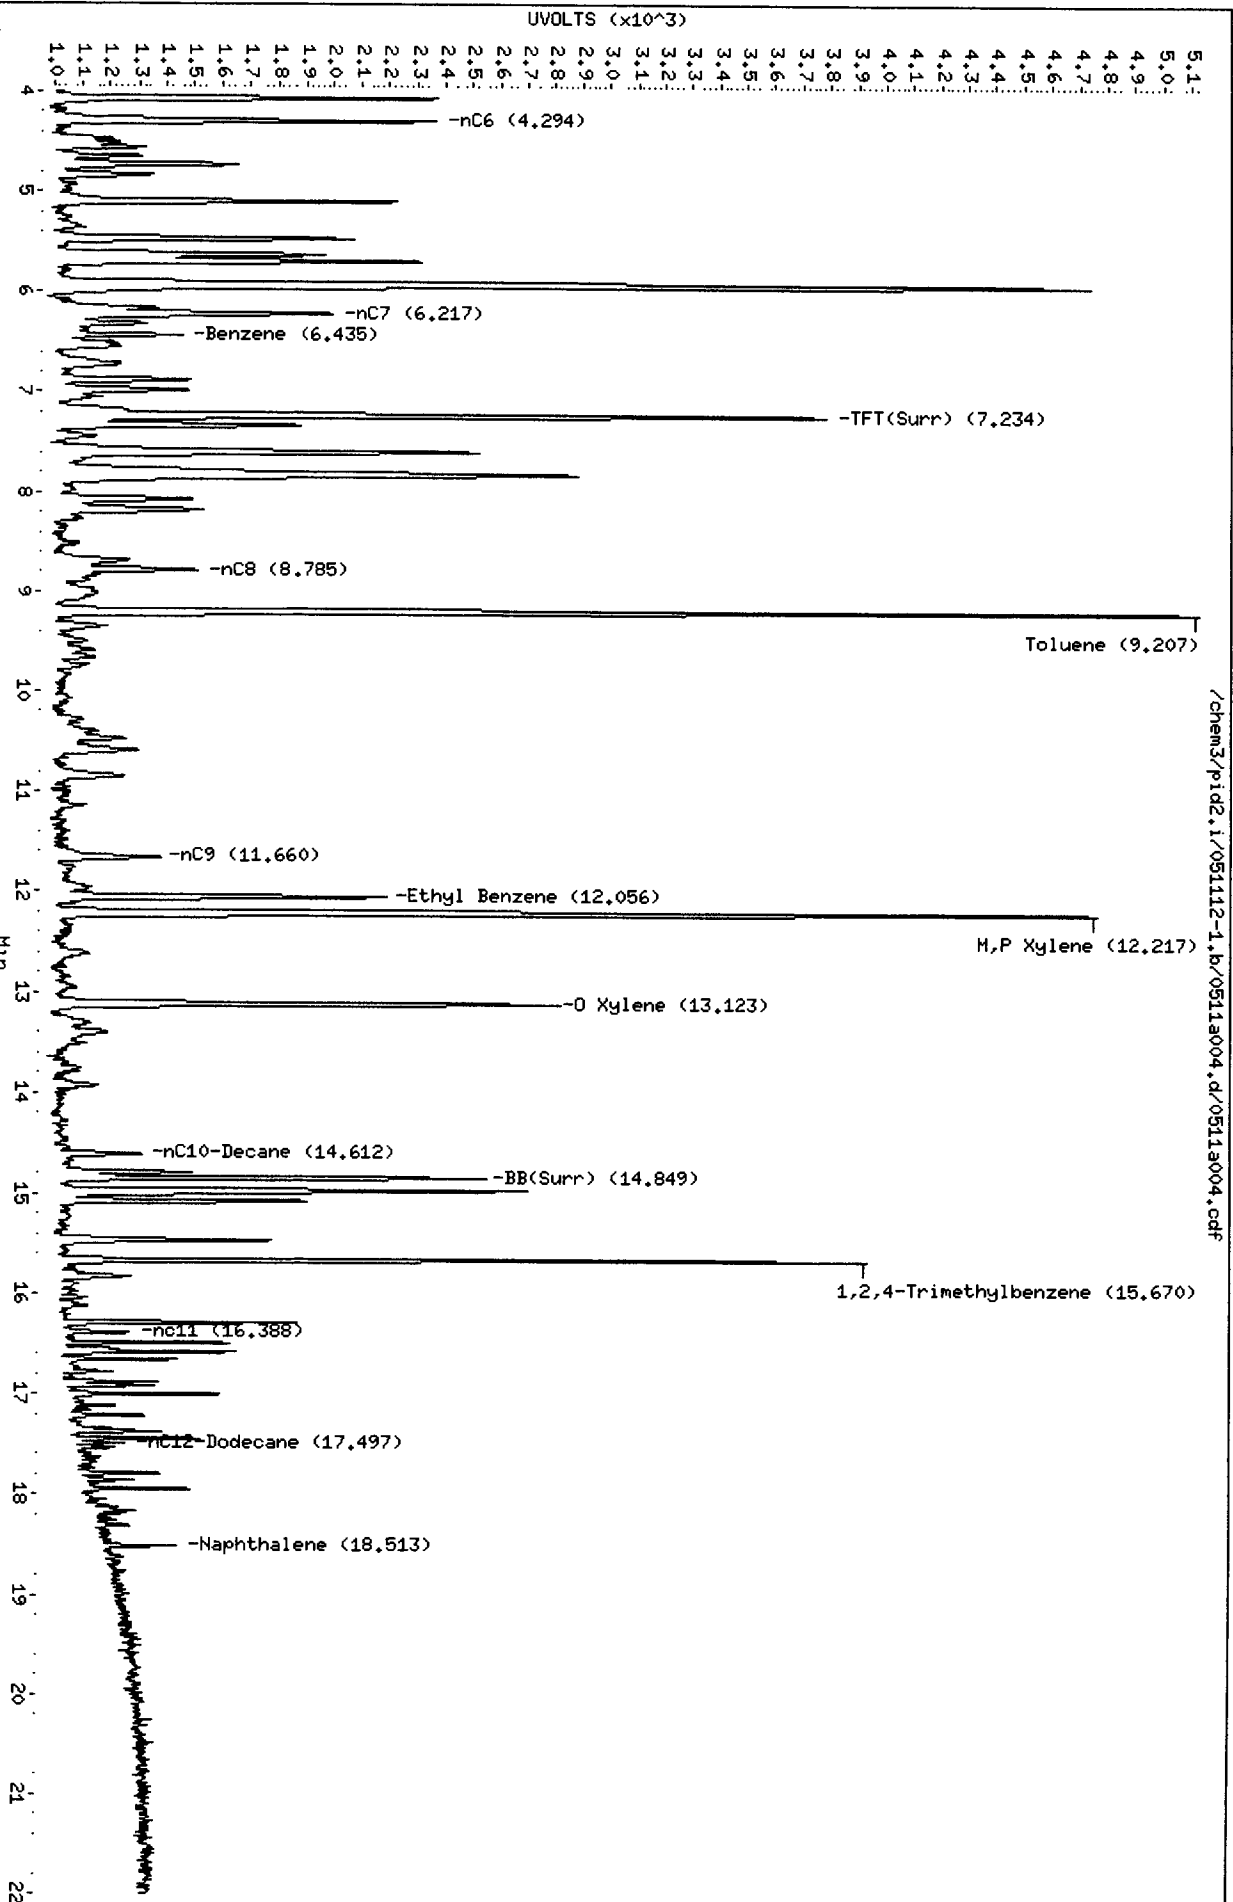 /chem3/pid2.i/051112-1.b/0511a004.d/0511a004.cdf
UVOLTS (x10^3)
5.1
5.0
4.9
4.8
4.7
4.6
4.5
4.4
4.3
4.2
4.1
4.0
3.9
3.8
3.7
3.6
3.5
3.4
3.3
3.2
3.1
3.0
2.9
2.8
2.7
2.6
2.5
2.4
2.3
2.2
2.1
2.0
1.9
1.8
1.7
1.6
1.5
1.4
1.3
1.2
1.1
1.0
-nC6 (4.294)
-nC7 (6.217)
-Benzene (6.435)
-TFT(Surr) (7.234)
-nC8 (8.785)
Toluene (9.207)
-nC9 (11.660)
-Ethyl Benzene (12.056)
M,P Xylene (12.217)
-O Xylene (13.123)
-nC10-Decane (14.612)
-BB(Surr) (14.849)
1,2,4-Trimethylbenzene (15.670)
-nc11 (16.388)
-nC12-Dodecane (17.497)
-Naphthalene (18.513)
4 5 6 7 8 9 10 11 12 13 14 15 16 17 18 19 20 21 22
Min